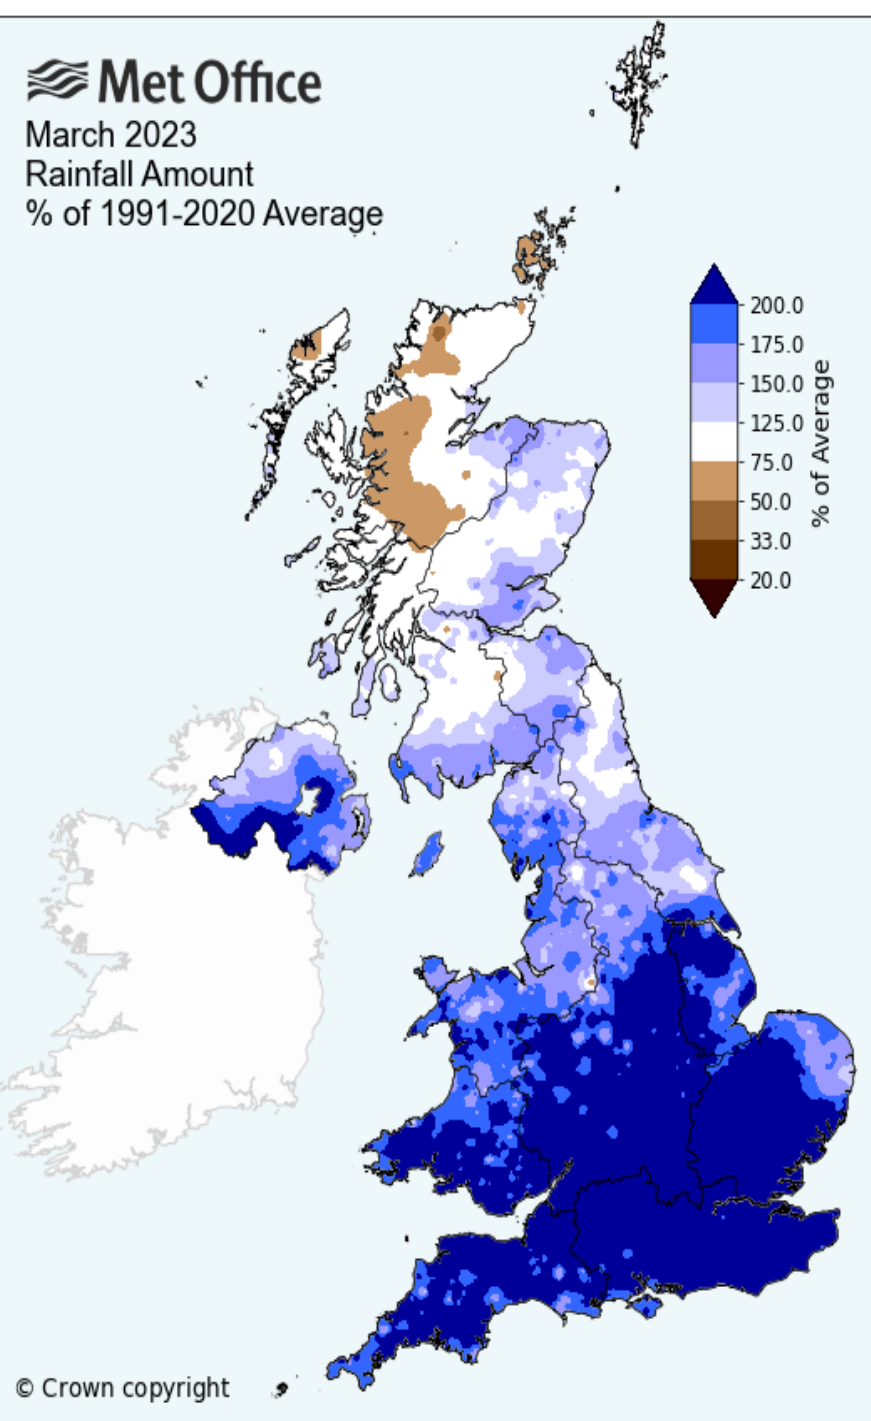 Met Office
March 2023
Rainfall Amount
% of 1991-2020 Average
200.0
175.0
150.0
125.0
75.0
50.0
33.0
20.0
% of Average
© Crown copyright